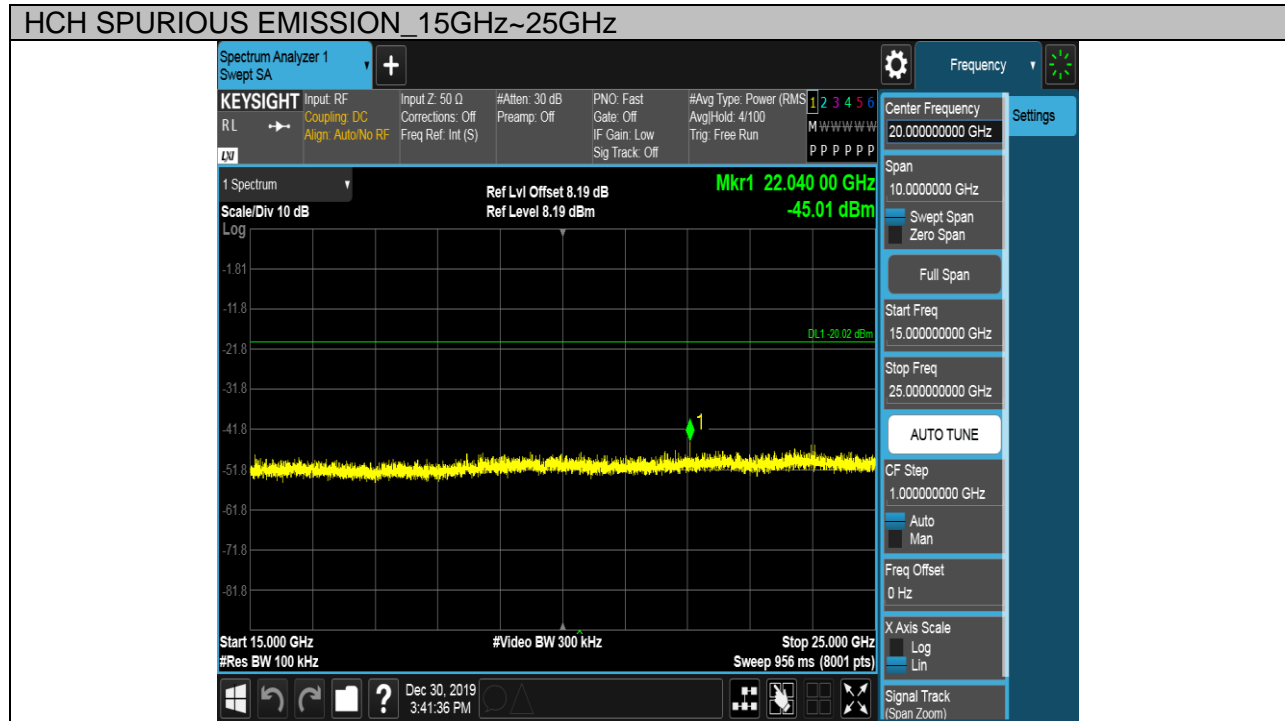 HCH SPURIOUS EMISSION_15GHz~25GHz
Spectrum Analyzer 1
Swept SA
+
Frequency
KEYSIGHT
RL
LXI
Input: RF
Coupling: DC
Align: Auto/No RF
Input Z: 50 Ω
Corrections: Off
Freq Ref: Int (S)
#Atten: 30 dB
Preamp: Off
PNO: Fast
Gate: Off
IF Gain: Low
Sig Track: Off
#Avg Type: Power (RMS
Avg|Hold: 4/100
Trig: Free Run
1 2 3 4 5 6
M W W W W W
P P P P P P
1 Spectrum
Scale/Div 10 dB
Ref Lvl Offset 8.19 dB
Ref Level 8.19 dBm
Mkr1 22.040 00 GHz
-45.01 dBm
Log
-1.81
-11.8
DL1 -20.02 dBm
-21.8
-31.8
-41.8
1
-51.8
-61.8
-71.8
-81.8
Start 15.000 GHz
#Video BW 300 kHz
Stop 25.000 GHz
#Res BW 100 kHz
Sweep 956 ms (8001 pts)
?
Dec 30, 2019
3:41:36 PM
Center Frequency
20.000000000 GHz
Settings
Span
10.0000000 GHz
Swept Span
Zero Span
Full Span
Start Freq
15.000000000 GHz
Stop Freq
25.000000000 GHz
AUTO TUNE
CF Step
1.000000000 GHz
Auto
Man
Freq Offset
0 Hz
X Axis Scale
Log
Lin
Signal Track
(Span Zoom)